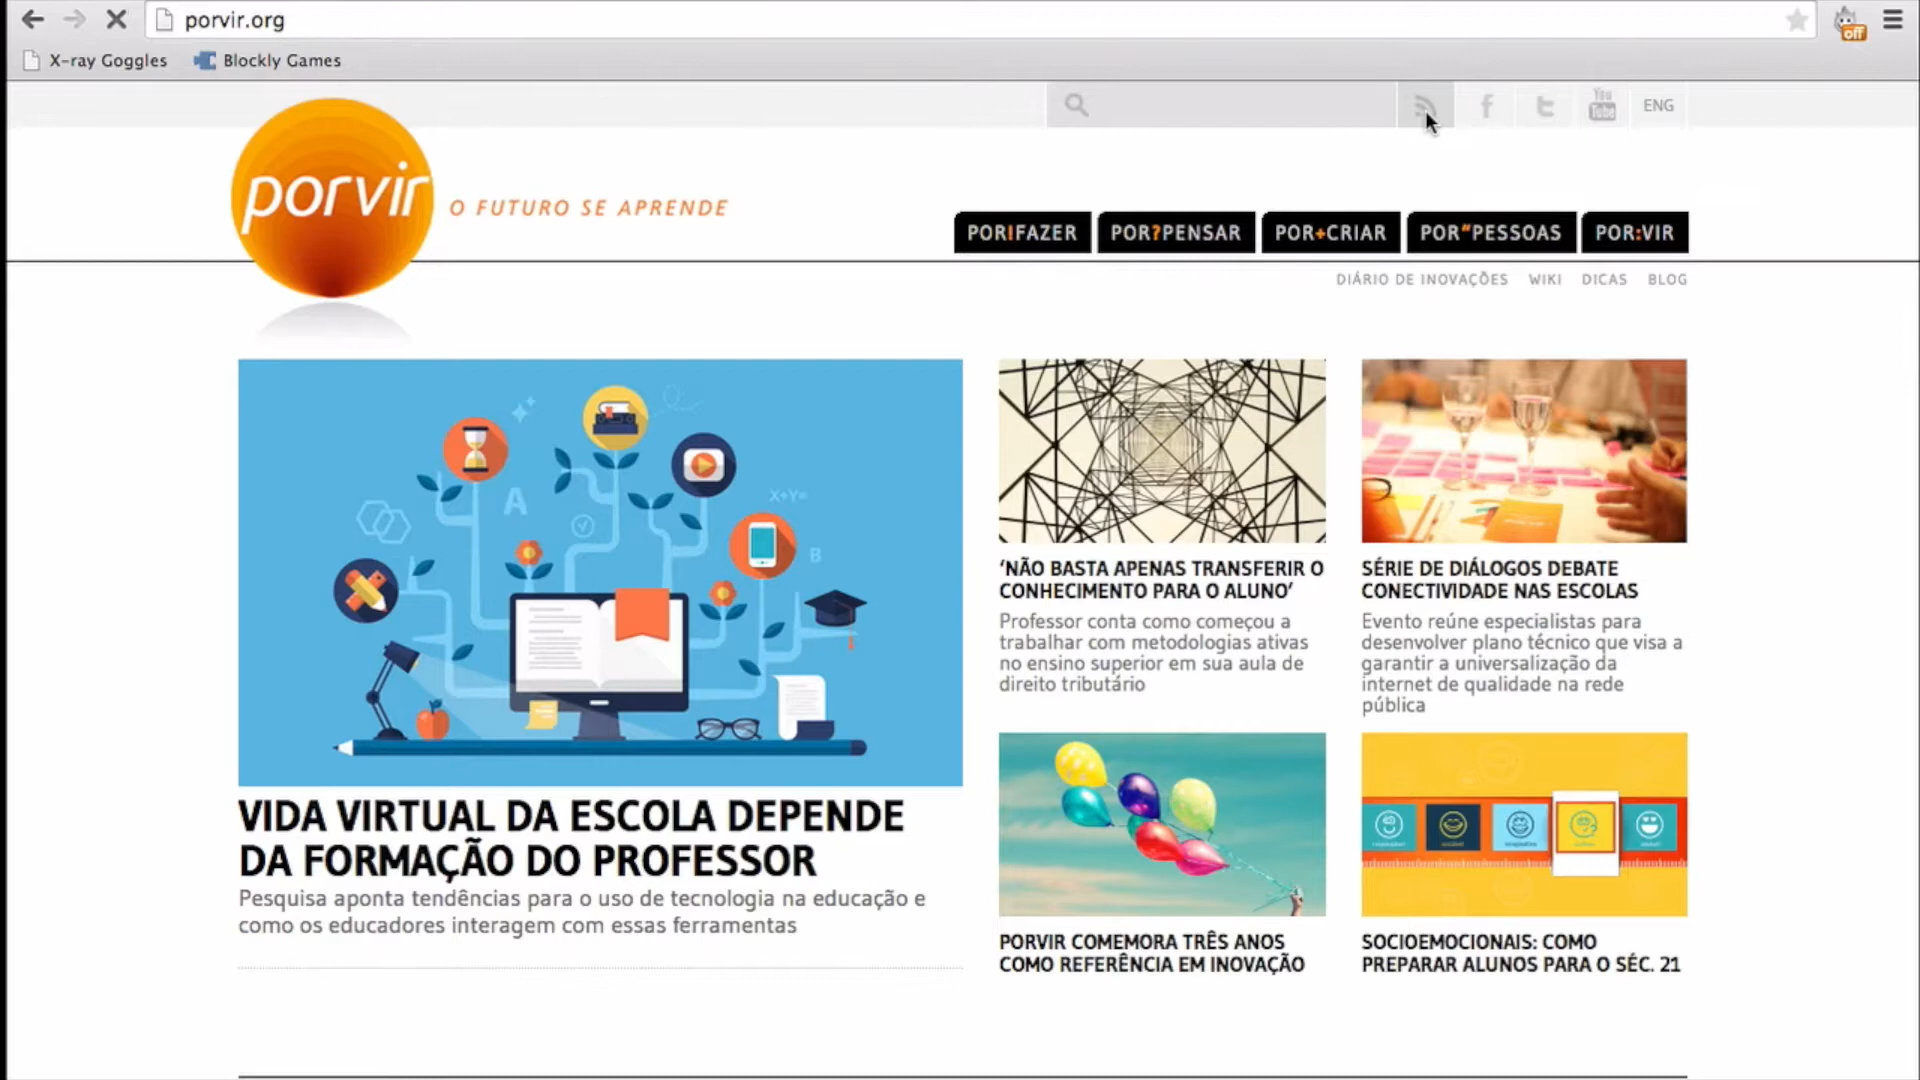 porvir.org
off
X-ray Goggles
Blockly Games
You
Tube
ENG
porvir
O FUTURO SE APRENDE
POR!FAZER
POR?PENSAR
POR+CRIAR
POR“PESSOAS
POR:VIR
DIÁRIO DE INOVAÇÕES
WIKI
DICAS
BLOG
A
X+Y=
B
VIDA VIRTUAL DA ESCOLA DEPENDE
DA FORMAÇÃO DO PROFESSOR
Pesquisa aponta tendências para o uso de tecnologia na educação e
como os educadores interagem com essas ferramentas
‘NÃO BASTA APENAS TRANSFERIR O
CONHECIMENTO PARA O ALUNO’
Professor conta como começou a
trabalhar com metodologias ativas
no ensino superior em sua aula de
direito tributário
SÉRIE DE DIÁLOGOS DEBATE
CONECTIVIDADE NAS ESCOLAS
Evento reúne especialistas para
desenvolver plano técnico que visa a
garantir a universalização da
internet de qualidade na rede
pública
PORVIR COMEMORA TRÊS ANOS
COMO REFERÊNCIA EM INOVAÇÃO
SOCIOEMOCIONAIS: COMO
PREPARAR ALUNOS PARA O SÉC. 21